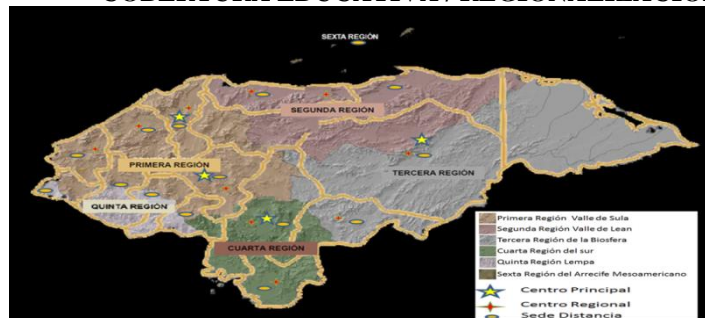 SEXTA REGIÓN
SEGUNDA REGIÓN
PRIMERA REGIÓN
TERCERA REGIÓN
QUINTA REGIÓN
CUARTA REGIÓN
Primera Región Valle de Sula
Segunda Región Valle de Lean
Tercera Región de la Biosfera
Cuarta Región del sur
Quinta Región Lempa
Sexta Región del Arrecife Mesoamericano
Centro Principal
Centro Regional
Sede Distancia